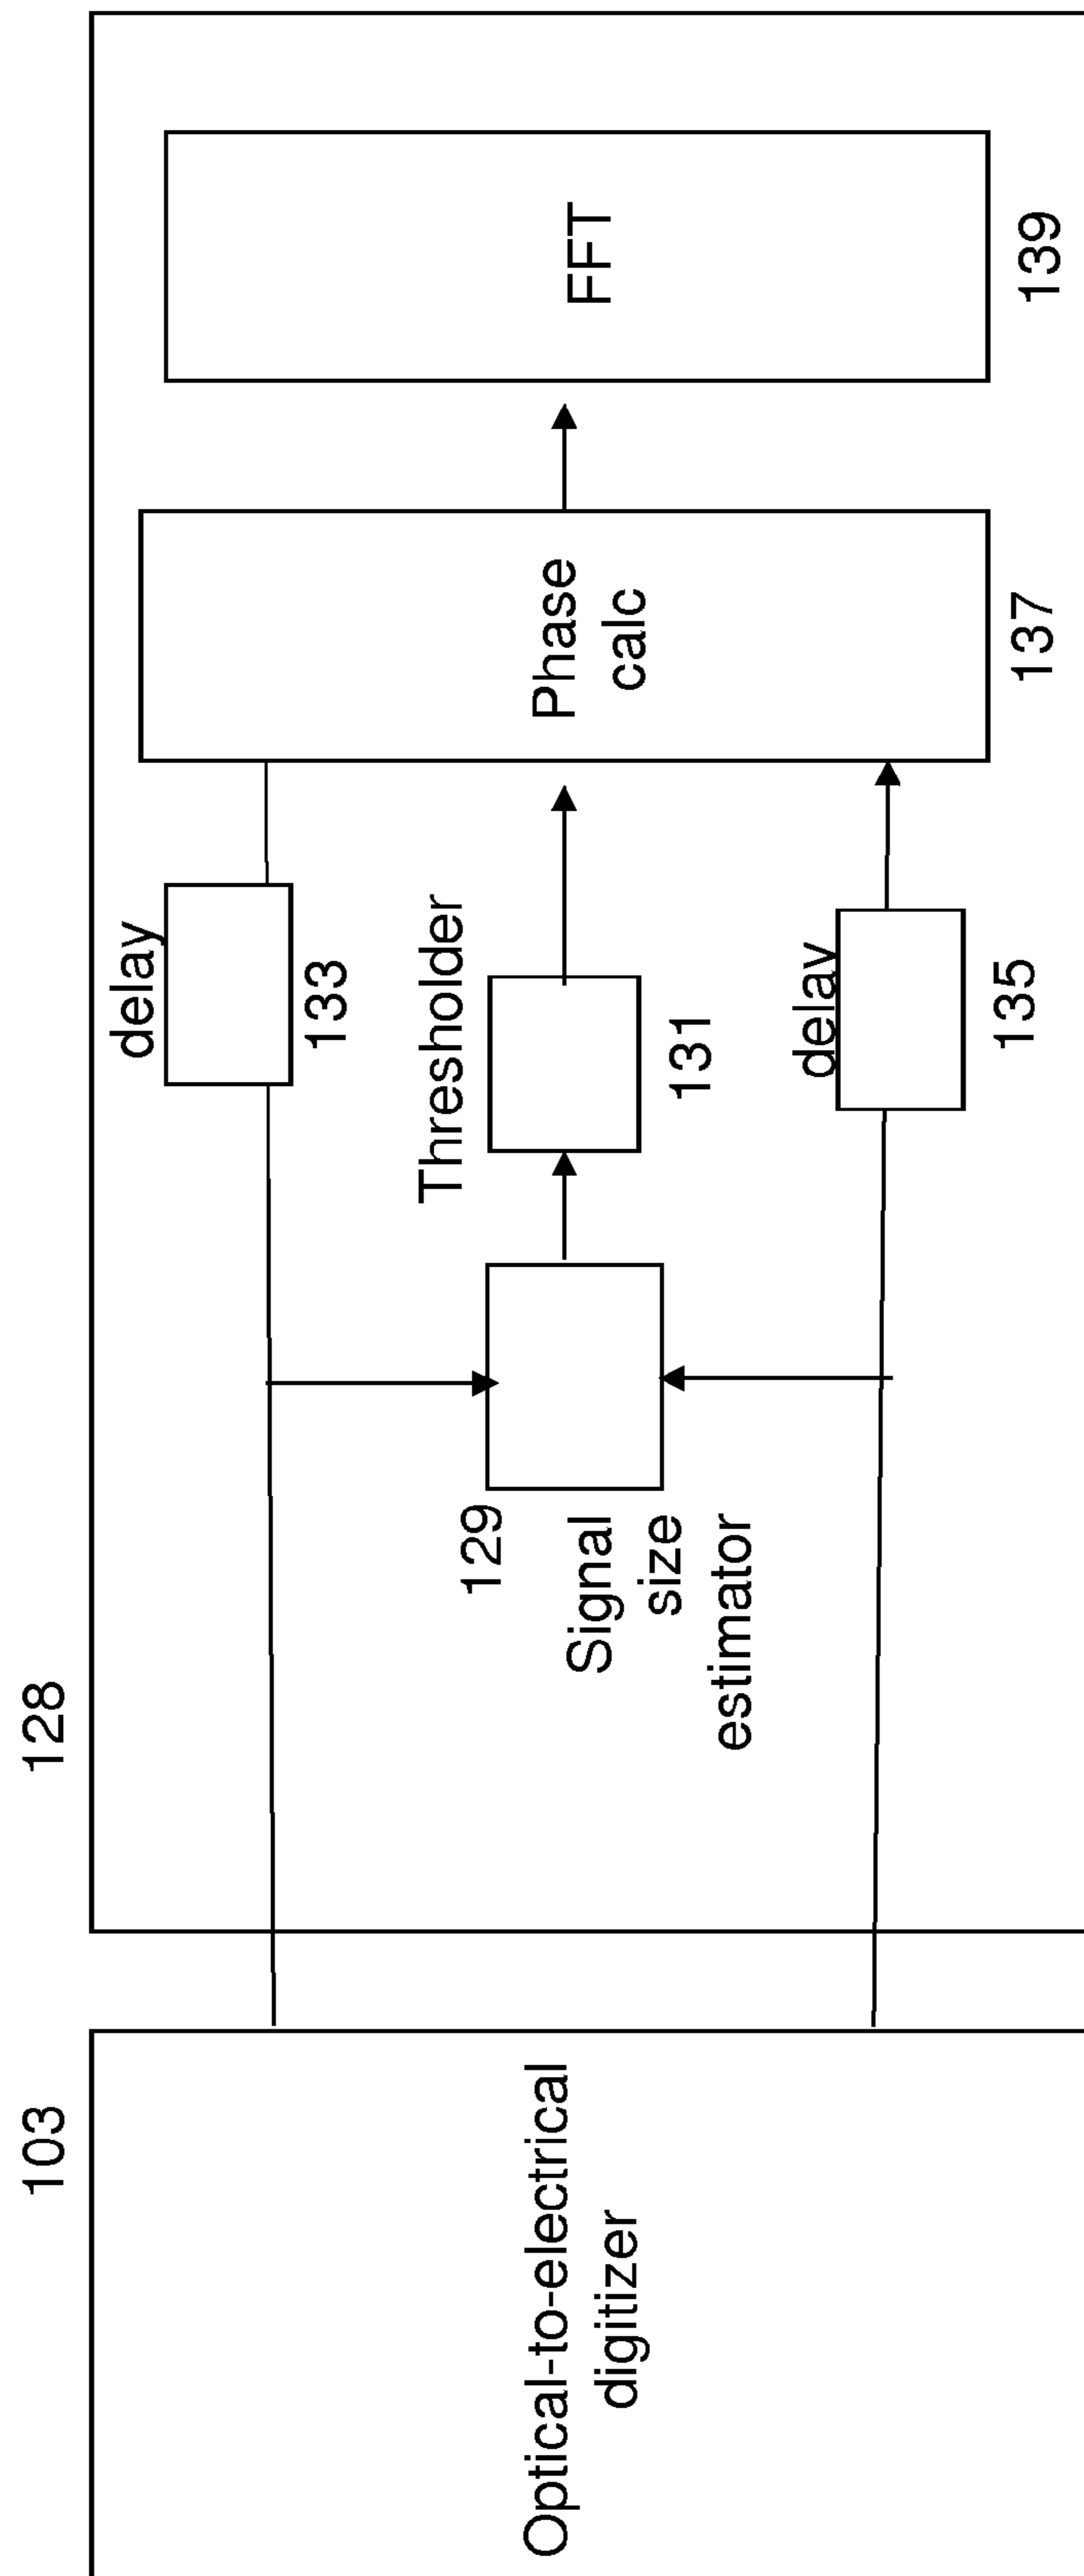 103
128
Optical-to-electrical
digitizer
129
Signal
size
estimator
Thresholder
131
delay
133
delay
135
Phase
calc
137
FFT
139